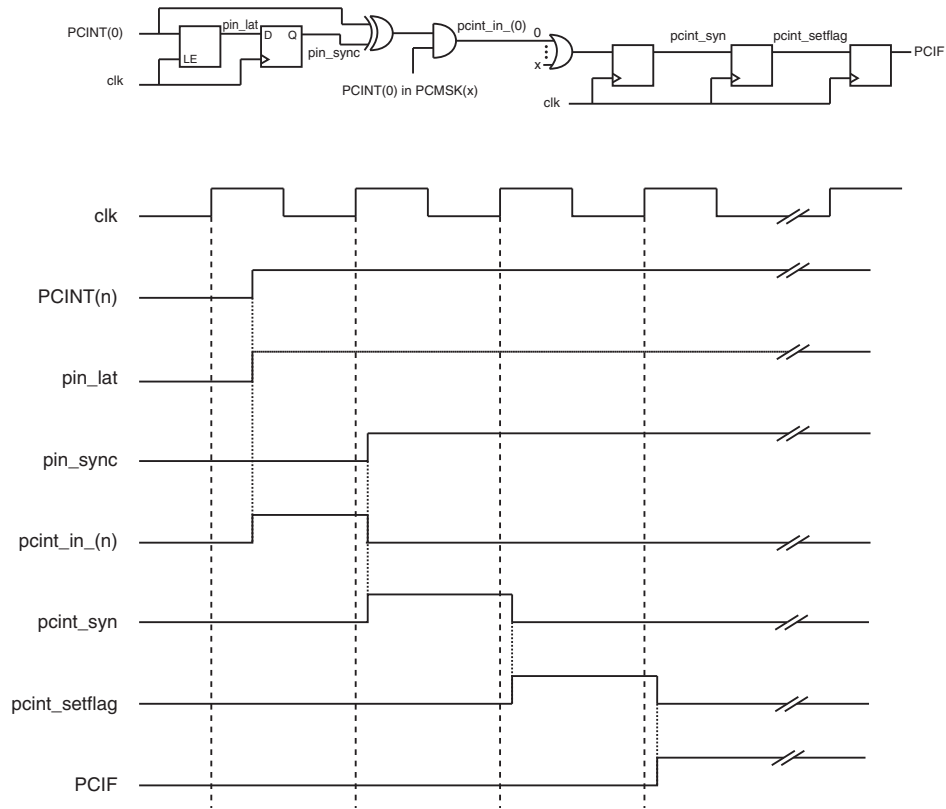 PCINT(0)
pin_lat
D Q
LE
pin_sync
clk
pcint_in_(0)
0
x
PCINT(0) in PCMSK(x)
clk
pcint_syn
pcint_setflag
PCIF
clk
PCINT(n)
pin_lat
pin_sync
pcint_in_(n)
pcint_syn
pcint_setflag
PCIF